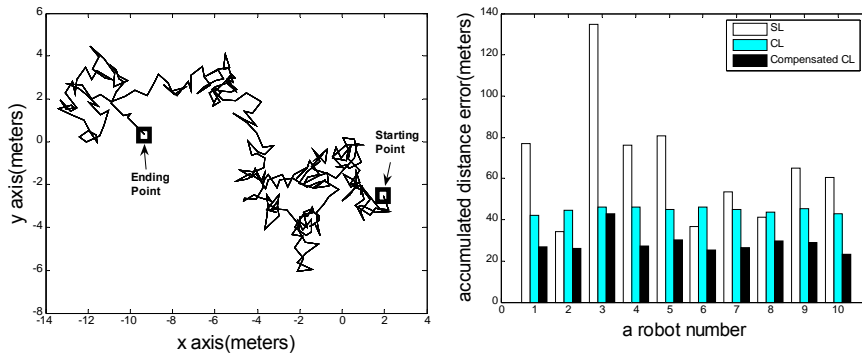 6
4
2
0
-2
-4
-6
-8
y axis(meters)
Starting
Point
Ending
Point
-14 -12 -10 -8 -6 -4 -2 0 2 4
x axis(meters)
140
120
100
80
60
40
20
0
accumulated distance error(meters)
SL
CL
Compensated CL
0 1 2 3 4 5 6 7 8 9 10
a robot number